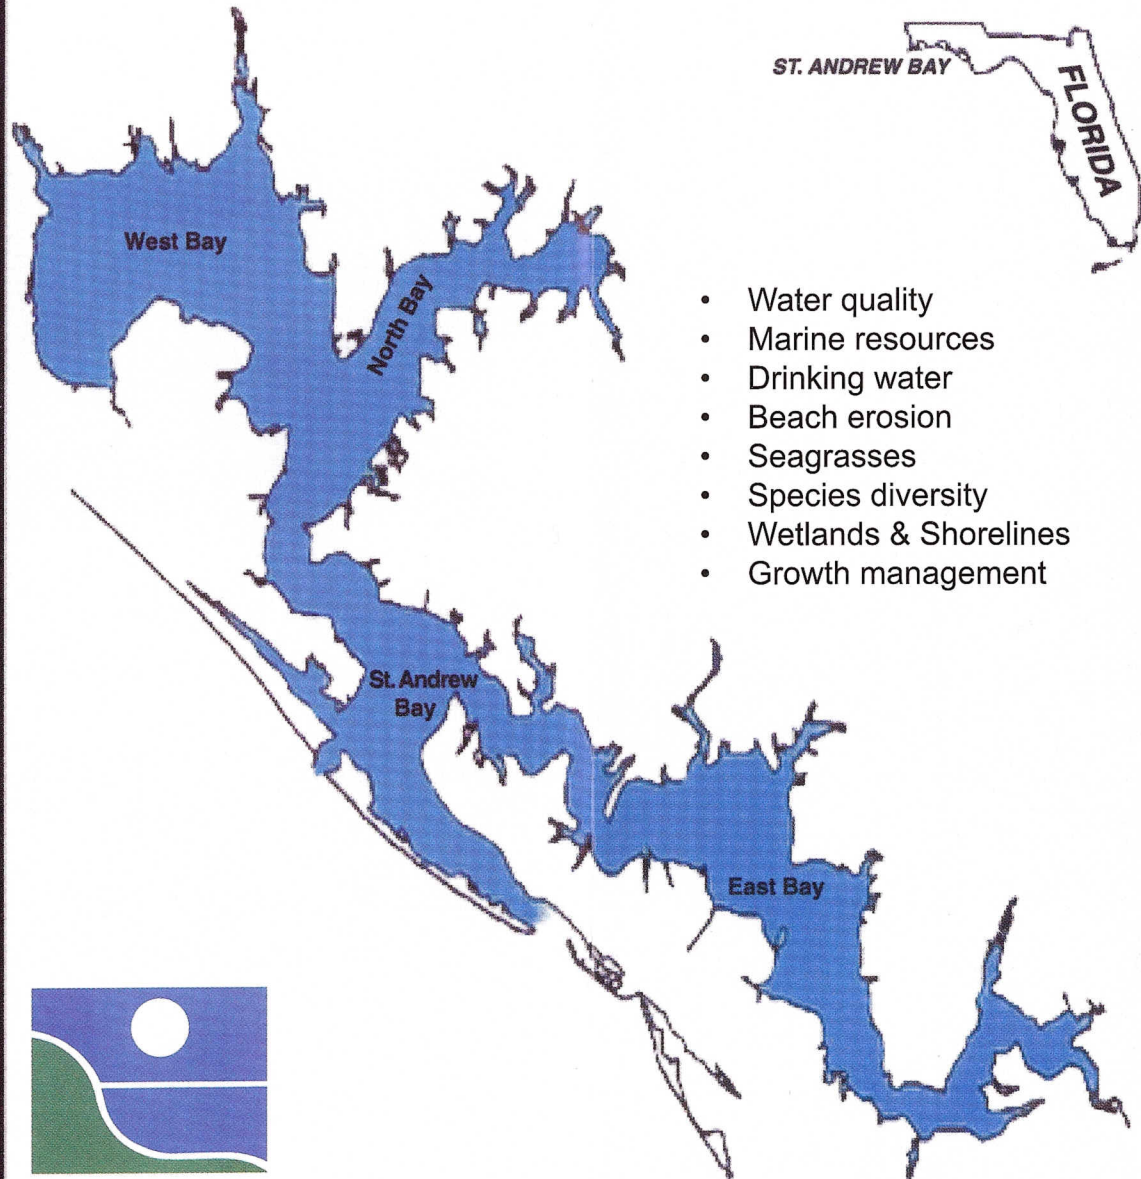 ST. ANDREW BAY
FLORIDA
West Bay
North Bay
• Water quality
• Marine resources
• Drinking water
• Beach erosion
• Seagrasses
• Species diversity
• Wetlands & Shorelines
• Growth management
St. Andrew
Bay
East Bay